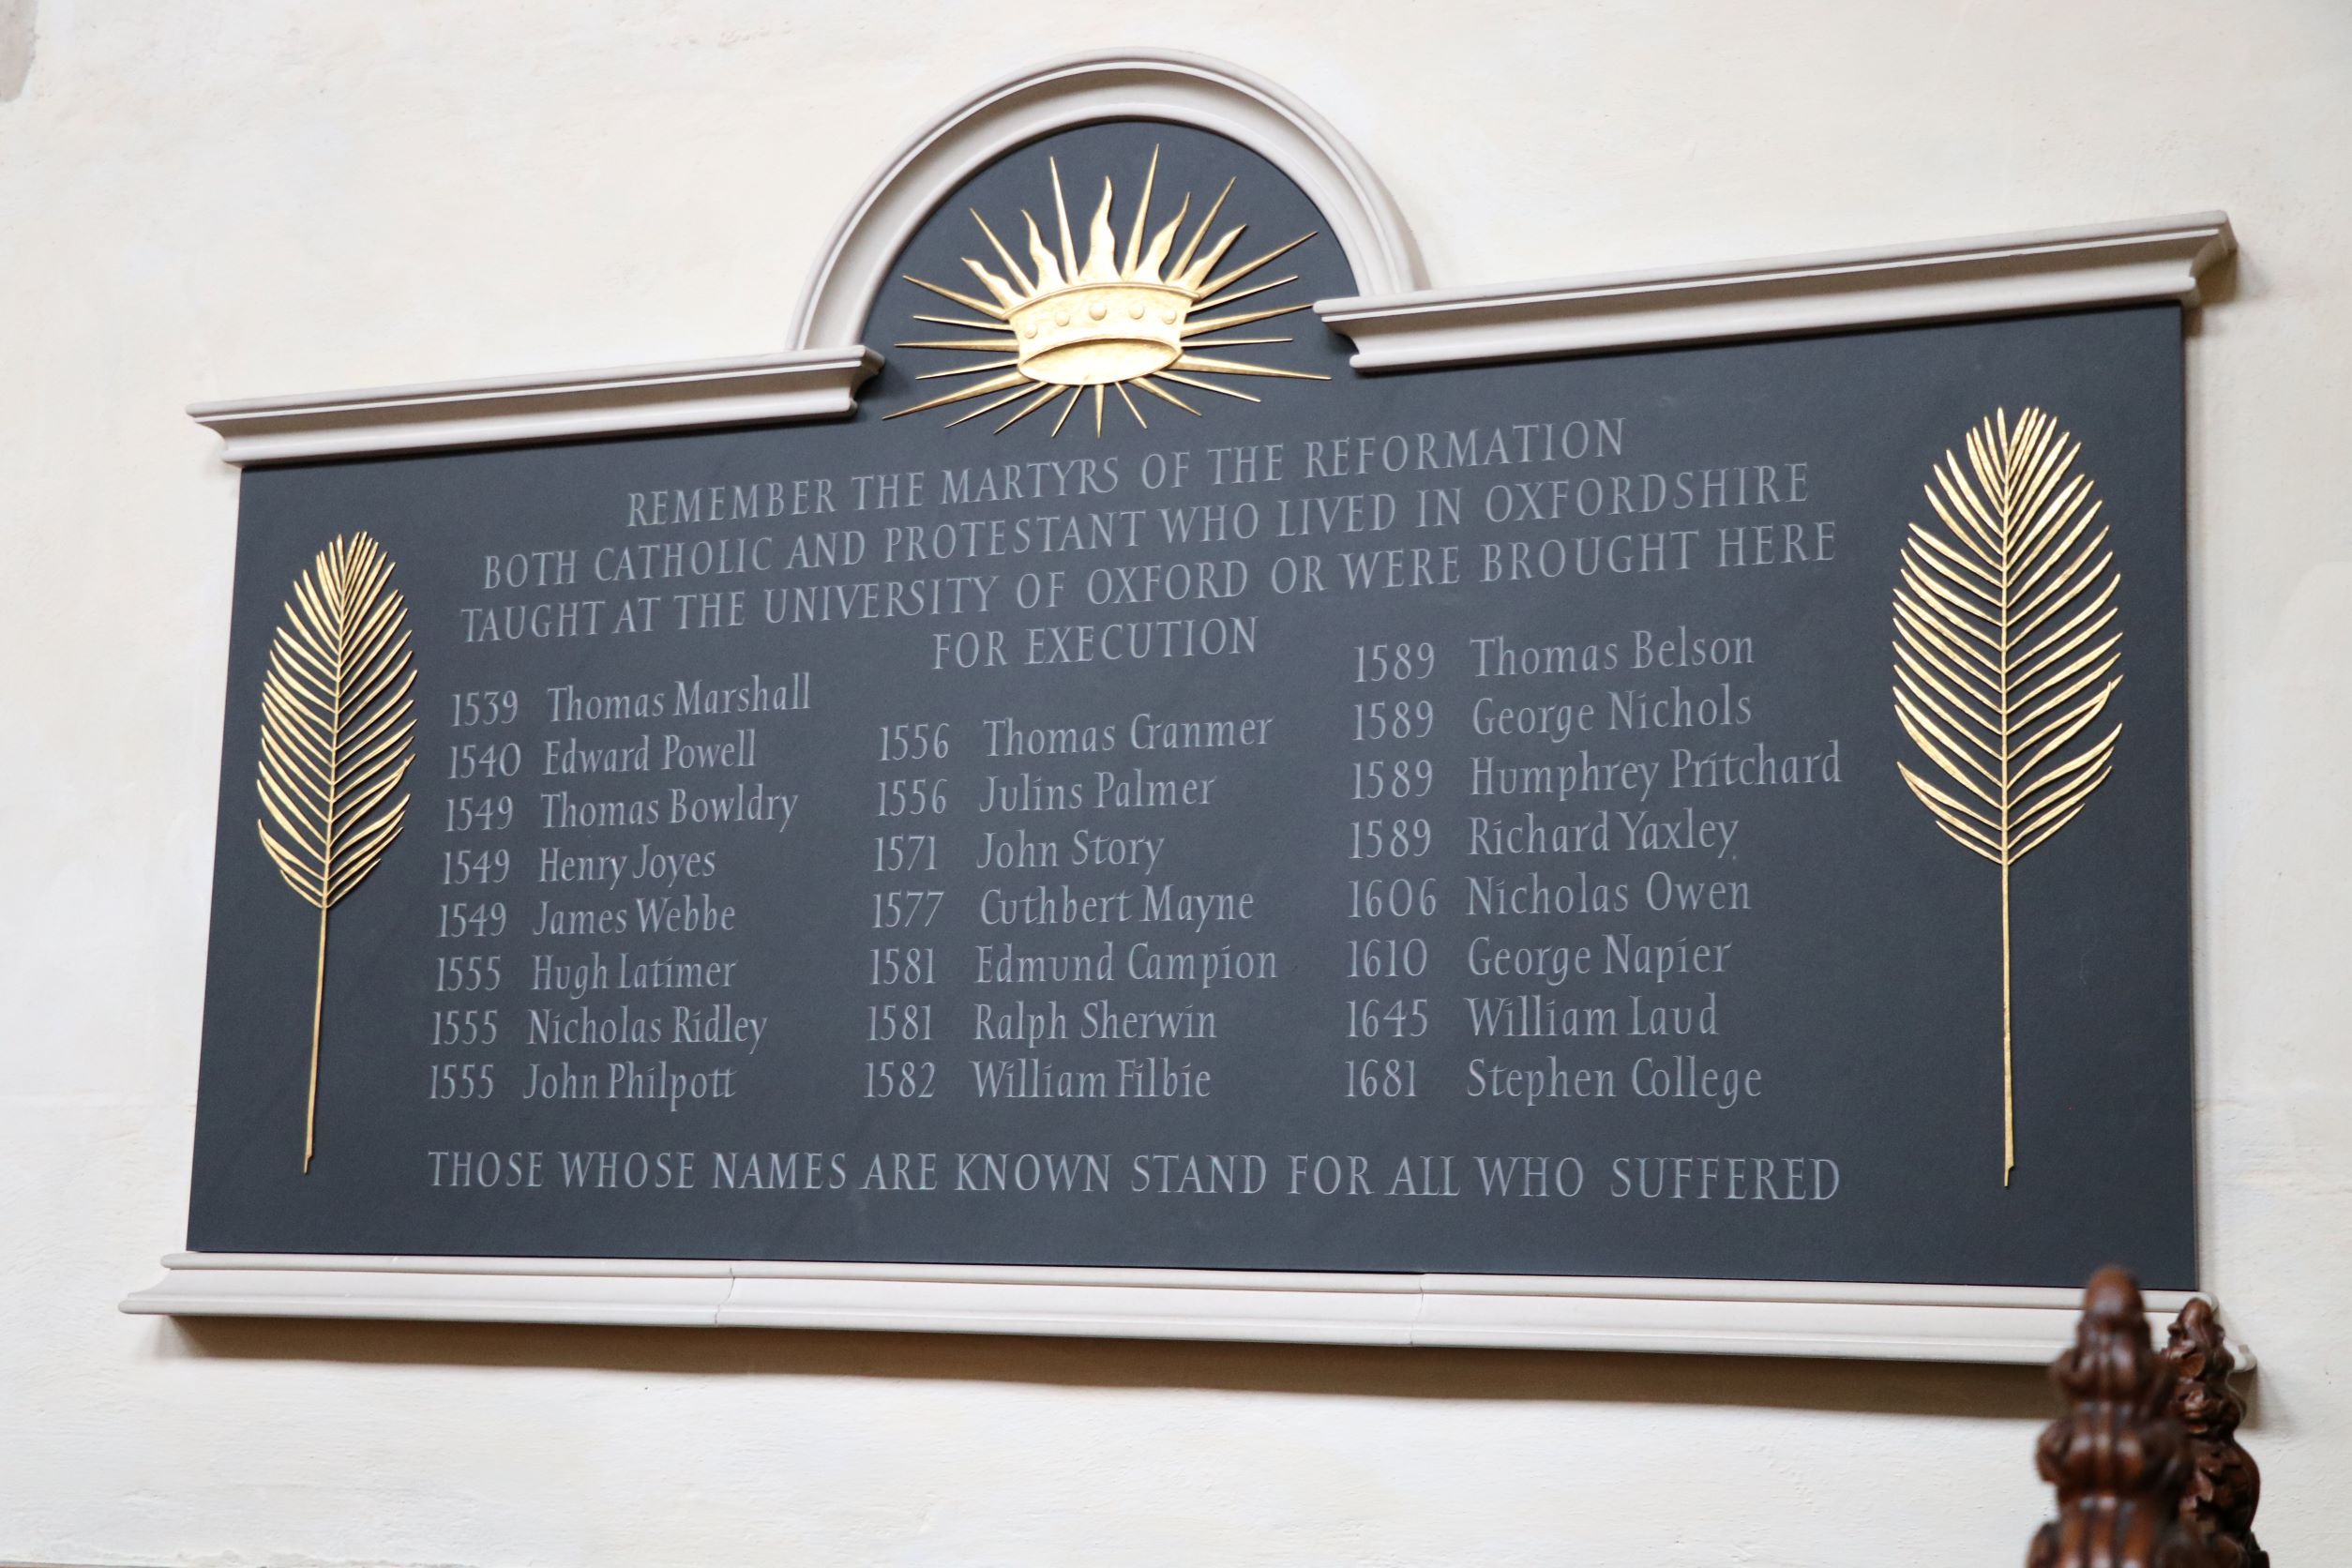 REMEMBER THE MARTYRS OF THE REFORMATION
BOTH CATHOLIC AND PROTESTANT WHO LIVED IN OXFORDSHIRE
TAUGHT AT THE UNIVERSITY OF OXFORD OR WERE BROUGHT HERE
FOR EXECUTION
1539 Thomas Marshall
1540 Edward Powell
1549 Thomas Bowldry
1549 Henry Joyes
1549 James Webbe
1555 Hugh Latimer
1555 Nicholas Ridley
1555 John Philpott
1556 Thomas Cranmer
1556 Julins Palmer
1571 John Story
1577 Cuthbert Mayne
1581 Edmund Campion
1581 Ralph Sherwin
1582 William Filbie
1589 Thomas Belson
1589 George Nichols
1589 Humphrey Pritchard
1589 Richard Yaxley
1606 Nicholas Owen
1610 George Napier
1645 William Laud
1681 Stephen College
THOSE WHOSE NAMES ARE KNOWN STAND FOR ALL WHO SUFFERED